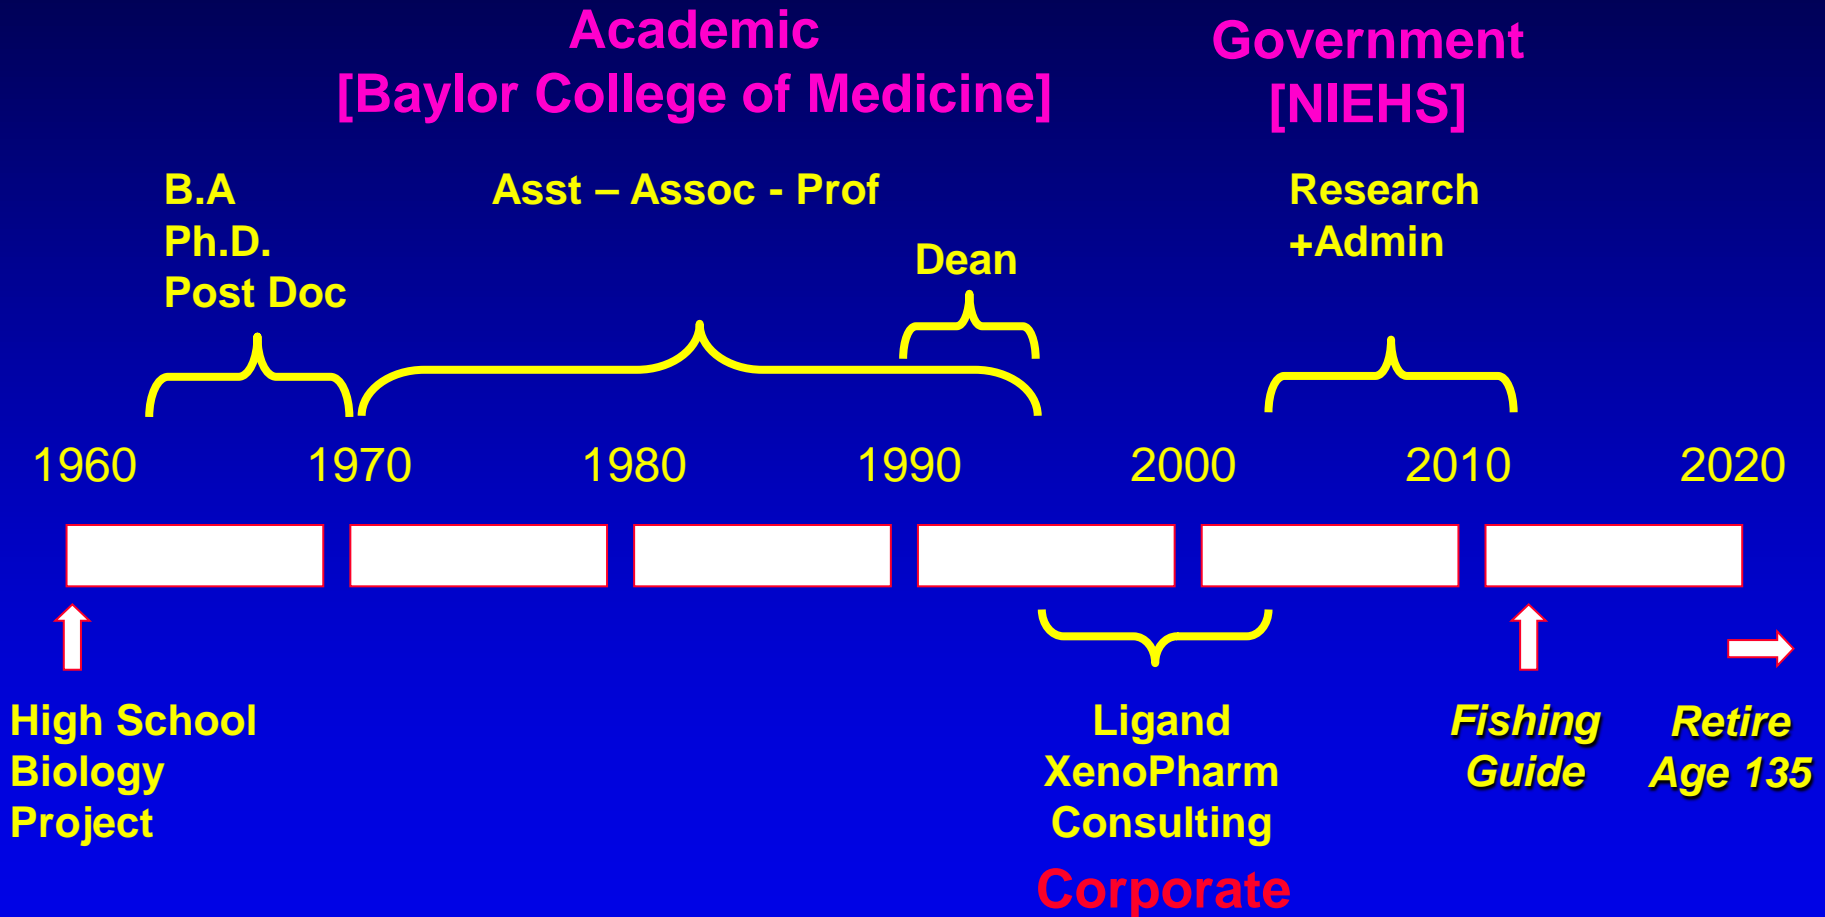 Academic
[Baylor College of Medicine]
Government
[NIEHS]
B.A
Ph.D.
Post Doc
Asst – Assoc - Prof
Dean
Research
+Admin
1960 1970 1980 1990 2000 2010 2020
High School
Biology
Project
Ligand
XenoPharm
Consulting
Corporate
Fishing
Guide
Retire
Age 135